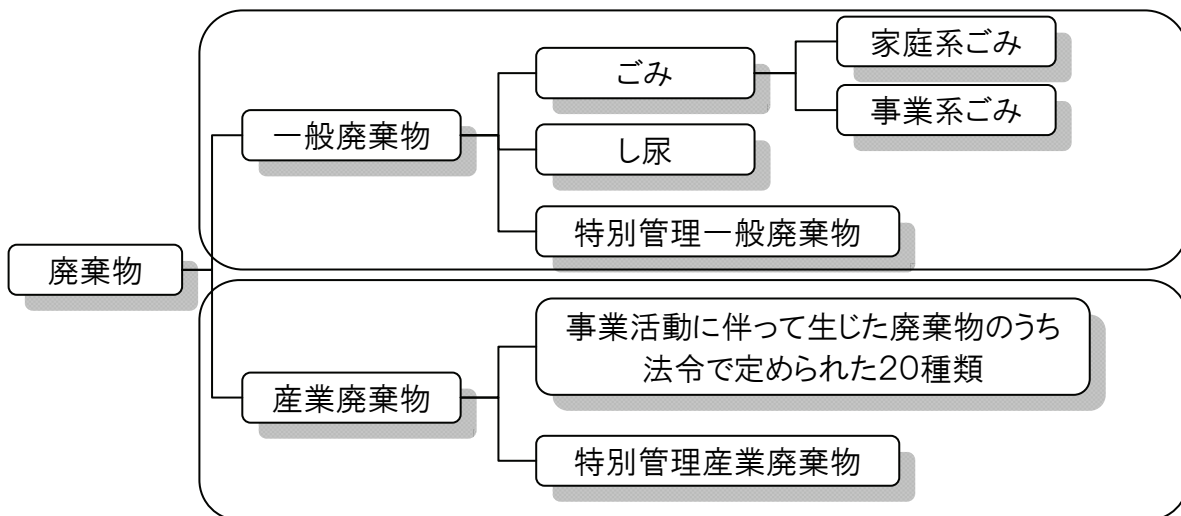 家庭系ごみ
ごみ
事業系ごみ
一般廃棄物
し尿
特別管理一般廃棄物
廃棄物
事業活動に伴って生じた廃棄物のうち
法令で定められた20種類
産業廃棄物
特別管理産業廃棄物